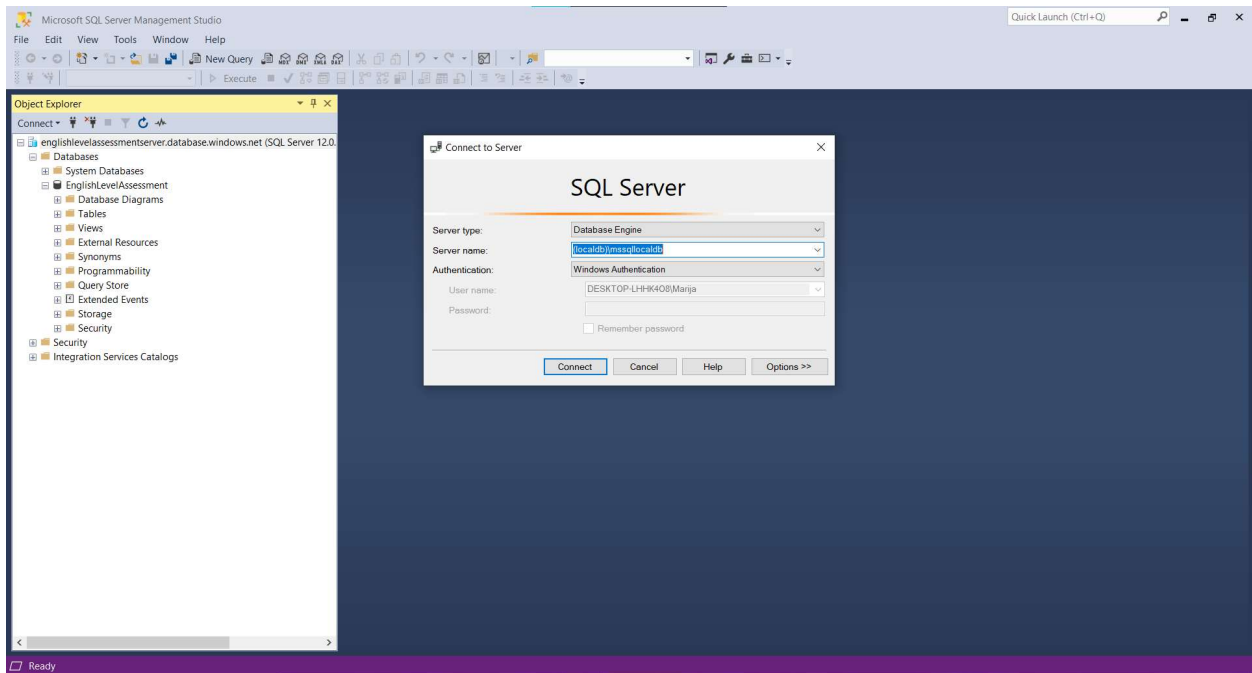 Microsoft SQL Server Management Studio
Quick Launch (Ctrl+Q)
File Edit View Tools Window Help
New Query MDX DMX XMLA DAX
Execute
Object Explorer
Connect
englishlevelassessmentserver.database.windows.net (SQL Server 12.0.
Databases
System Databases
EnglishLevelAssessment
Database Diagrams
Tables
Views
External Resources
Synonyms
Programmability
Query Store
Extended Events
Storage
Security
Security
Integration Services Catalogs
Connect to Server
SQL Server
Server type: Database Engine
Server name: (localdb)\mssqllocaldb
Authentication: Windows Authentication
User name: DESKTOP-LHHK4O8\Marija
Password:
Remember password
Connect Cancel Help Options >>
Ready